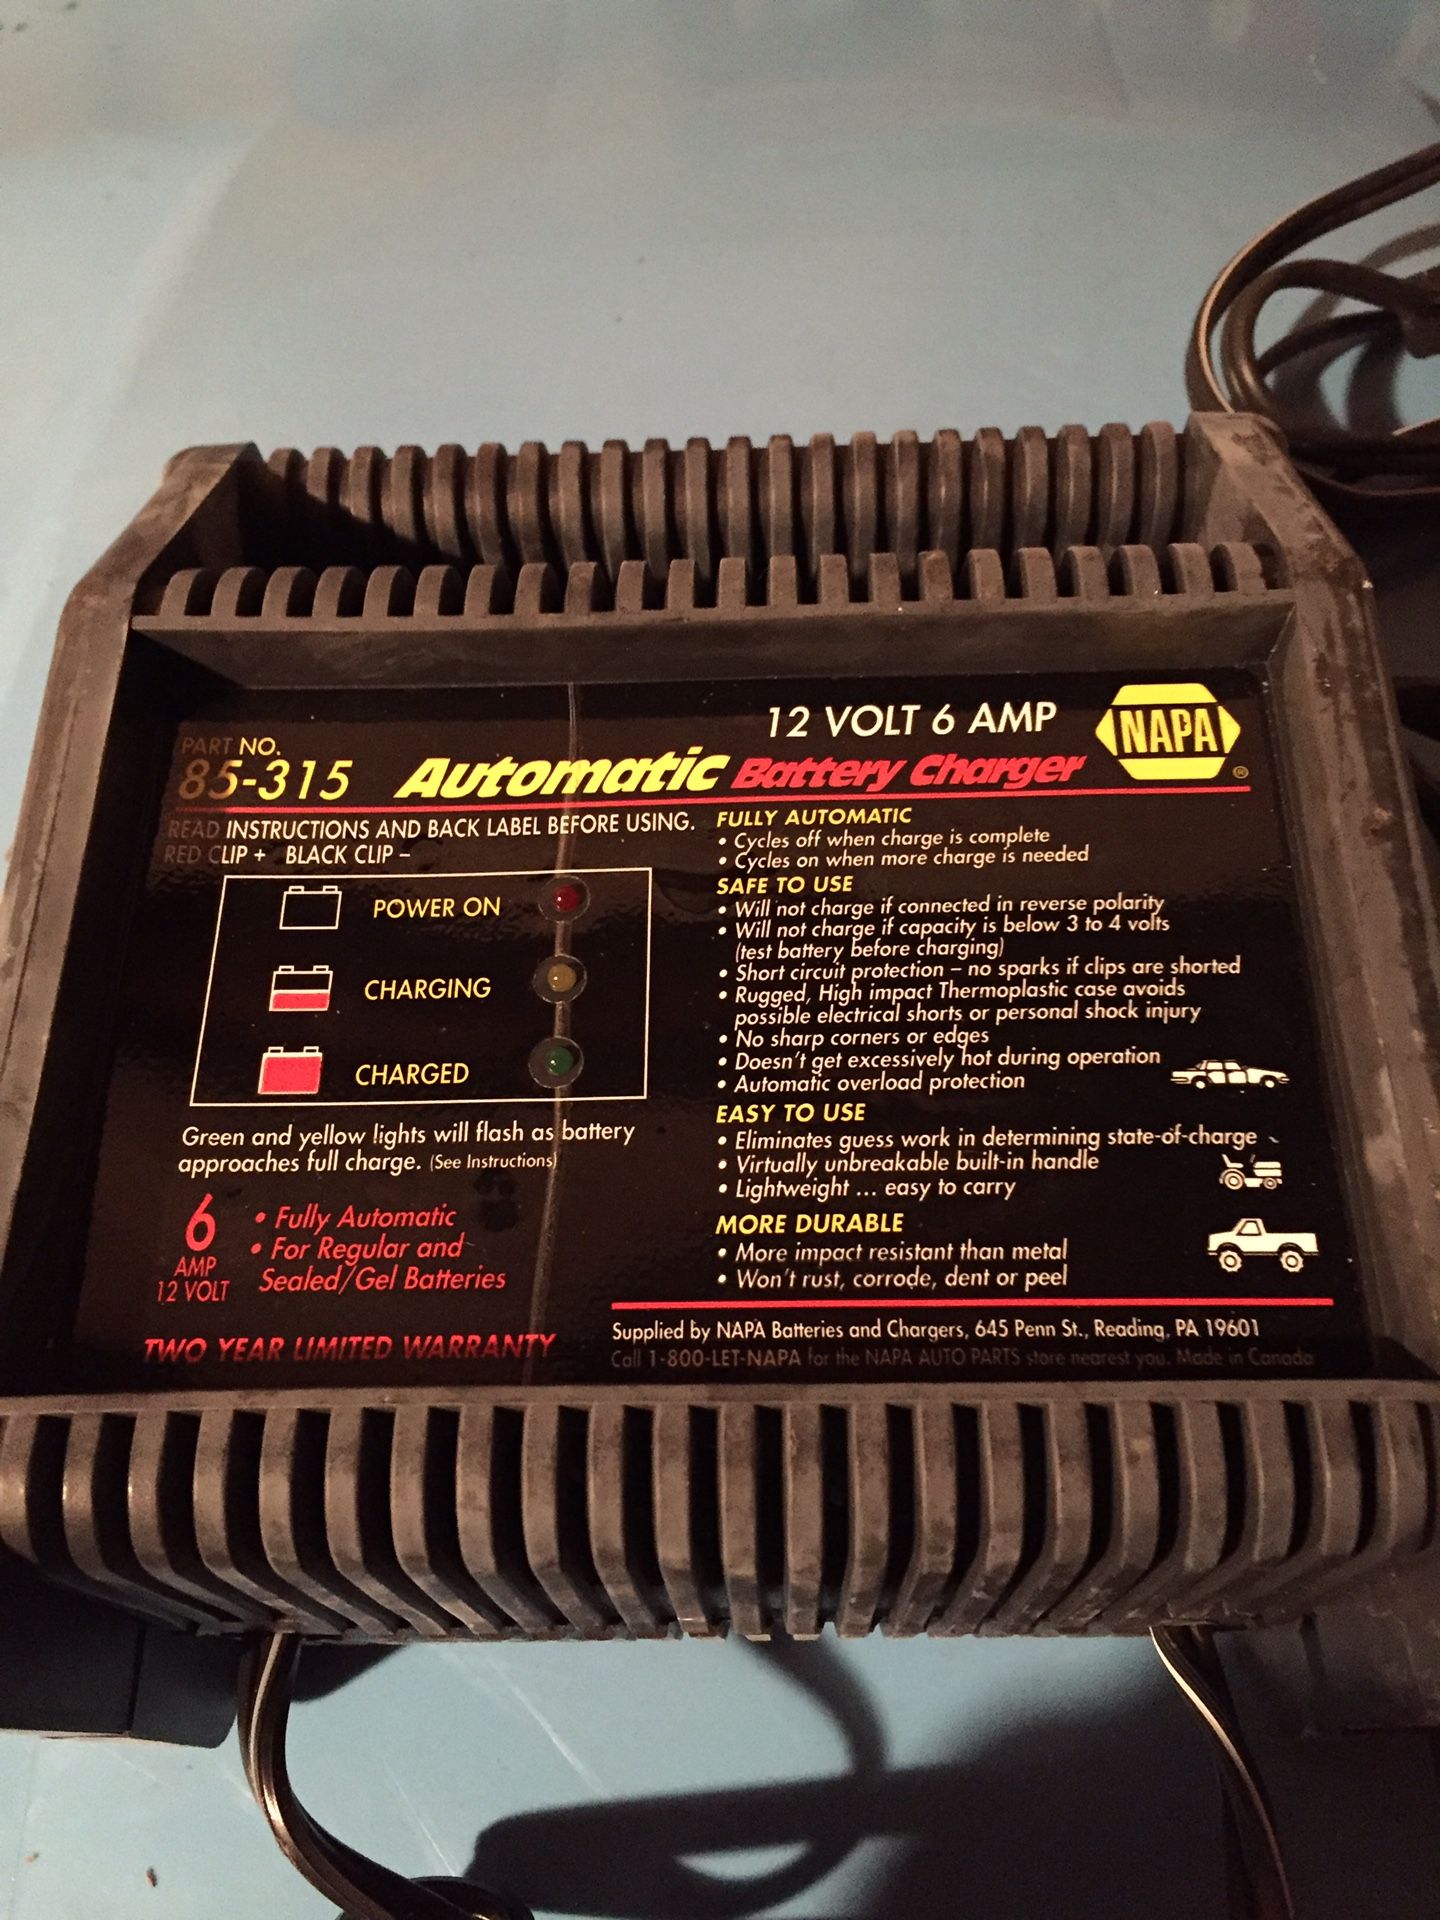 12 VOLT 6 AMP
NAPA
®
PART NO.
85-315
Automatic Battery Charger
READ INSTRUCTIONS AND BACK LABEL BEFORE USING.
RED CLIP + BLACK CLIP –
POWER ON
CHARGING
CHARGED
Green and yellow lights will flash as battery
approaches full charge. (See Instructions)
6
AMP
12 VOLT
• Fully Automatic
• For Regular and
Sealed/Gel Batteries
TWO YEAR LIMITED WARRANTY
FULLY AUTOMATIC
• Cycles off when charge is complete
• Cycles on when more charge is needed
SAFE TO USE
• Will not charge if connected in reverse polarity
• Will not charge if capacity is below 3 to 4 volts
(test battery before charging)
• Short circuit protection – no sparks if clips are shorted
• Rugged, High impact Thermoplastic case avoids
possible electrical shorts or personal shock injury
• No sharp corners or edges
• Doesn't get excessively hot during operation
• Automatic overload protection
EASY TO USE
• Eliminates guess work in determining state-of-charge
• Virtually unbreakable built-in handle
• Lightweight ... easy to carry
MORE DURABLE
• More impact resistant than metal
• Won't rust, corrode, dent or peel
Supplied by NAPA Batteries and Chargers, 645 Penn St., Reading, PA 19601
Call 1-800-LET-NAPA for the NAPA AUTO PARTS store nearest you. Made in Canada